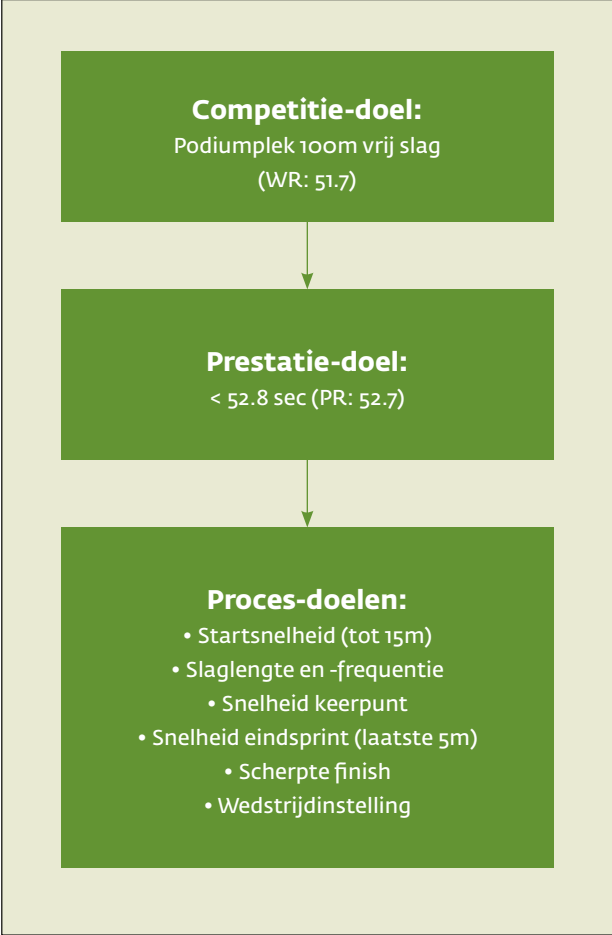 Competitie-doel:
Podiumplek 100m vrij slag
(WR: 51.7)
Prestatie-doel:
< 52.8 sec (PR: 52.7)
Proces-doelen:
• Startsnelheid (tot 15m)
• Slaglengte en -frequentie
• Snelheid keerpunt
• Snelheid eindsprint (laatste 5m)
• Scherpte finish
• Wedstrijdinstelling